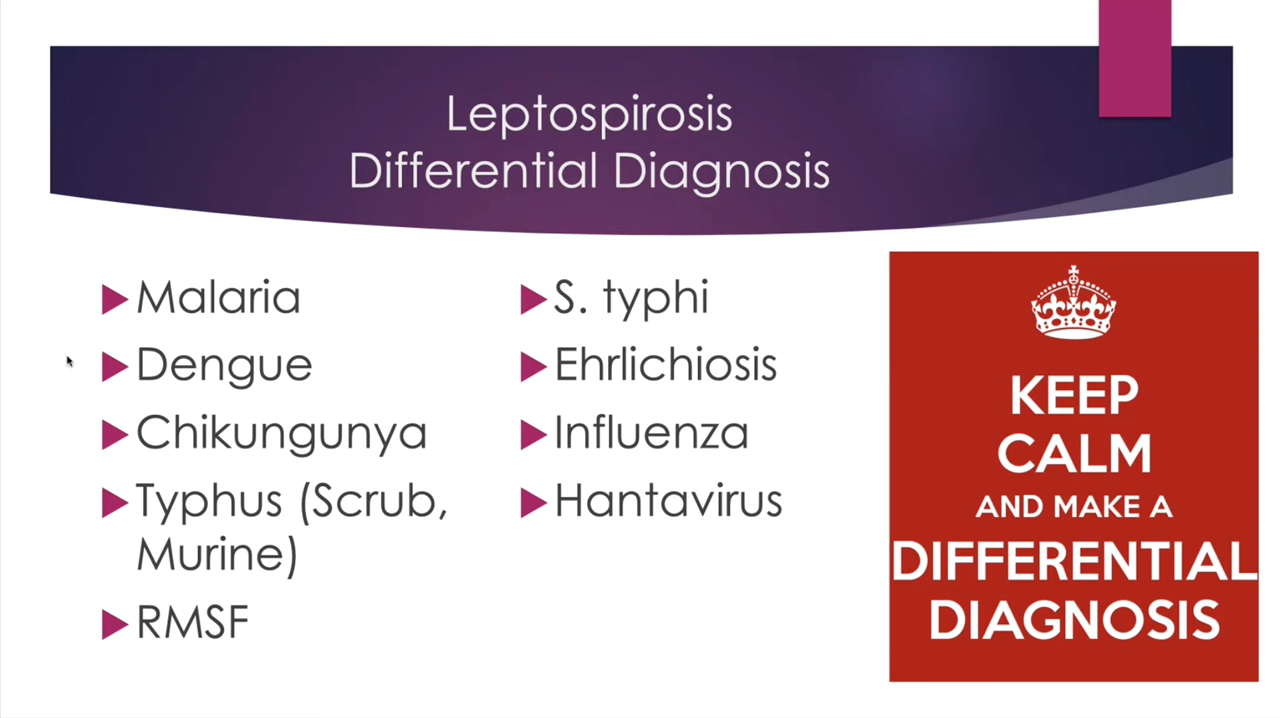 Leptospirosis
Differential Diagnosis
Malaria
Dengue
Chikungunya
Typhus (Scrub,
Murine)
RMSF
S. typhi
Ehrlichiosis
Influenza
Hantavirus
KEEP
CALM
AND MAKE A
DIFFERENTIAL
DIAGNOSIS